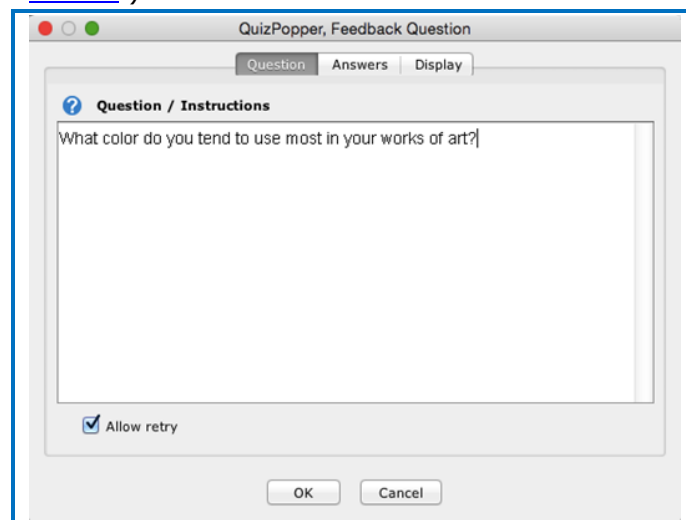 QuizPopper, Feedback Question
Question Answers Display
Question / Instructions
What color do you tend to use most in your works of art?
Allow retry
OK Cancel